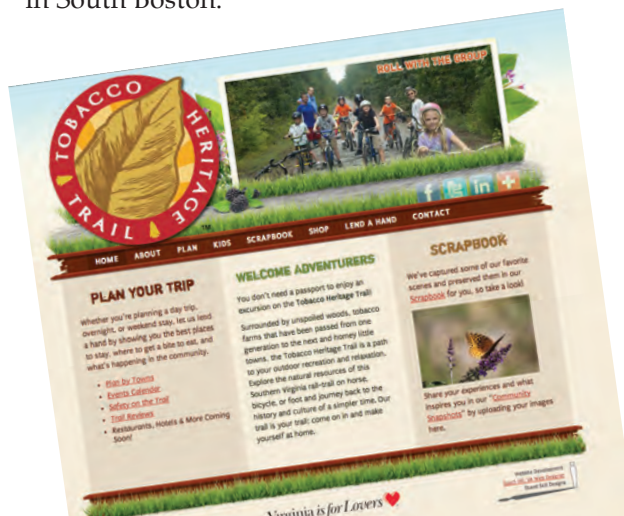 in South Boston.
TOBACCO HERITAGE TRAIL
TM
ROLL WITH THE GROUP
f in +
HOME ABOUT PLAN KIDS SCRAPBOOK SHOP LEND A HAND CONTACT
PLAN YOUR TRIP
Whether you're planning a day trip,
overnight, or weekend stay, let us lend
a hand by showing you the best places
to stay, where to get a bite to eat, and
what's happening in the community.
• Plan by Towns
• Events Calendar
• Safety on the Trail
• Trail Reviews
• Restaurants, Hotels & More Coming
Soon!
WELCOME ADVENTURERS
You don't need a passport to enjoy an
excursion on the Tobacco Heritage Trail!
Surrounded by unspoiled woods, tobacco
farms that have been passed from one
generation to the next and homey little
towns, the Tobacco Heritage Trail is a path
to your outdoor recreation and relaxation.
Explore the natural resources of this
Southern Virginia rail-trail on horse,
bicycle, or foot and journey back to the
history and culture of a simpler time. Our
trail is your trail; come on in and make
yourself at home.
SCRAPBOOK
We've captured some of our favorite
scenes and preserved them in our
Scrapbook for you, so take a look!
Share your experiences and what
inspires you in our "Community
Snapshots" by uploading your images
here.
Virginia is for Lovers
Website Development